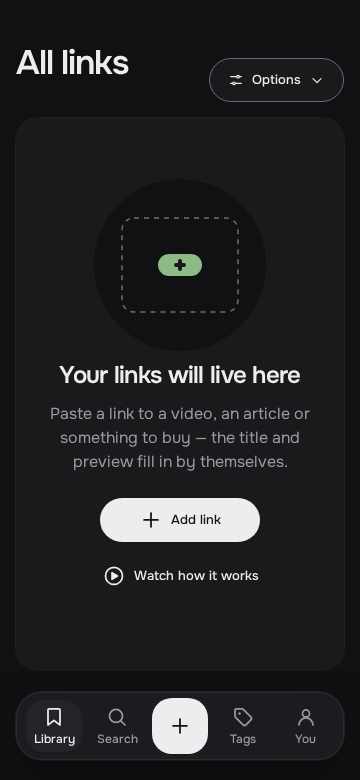 All links
Options
Your links will live here
Paste a link to a video, an article or
something to buy — the title and
preview fill in by themselves.
Add link
Watch how it works
Library
Search
Tags
You